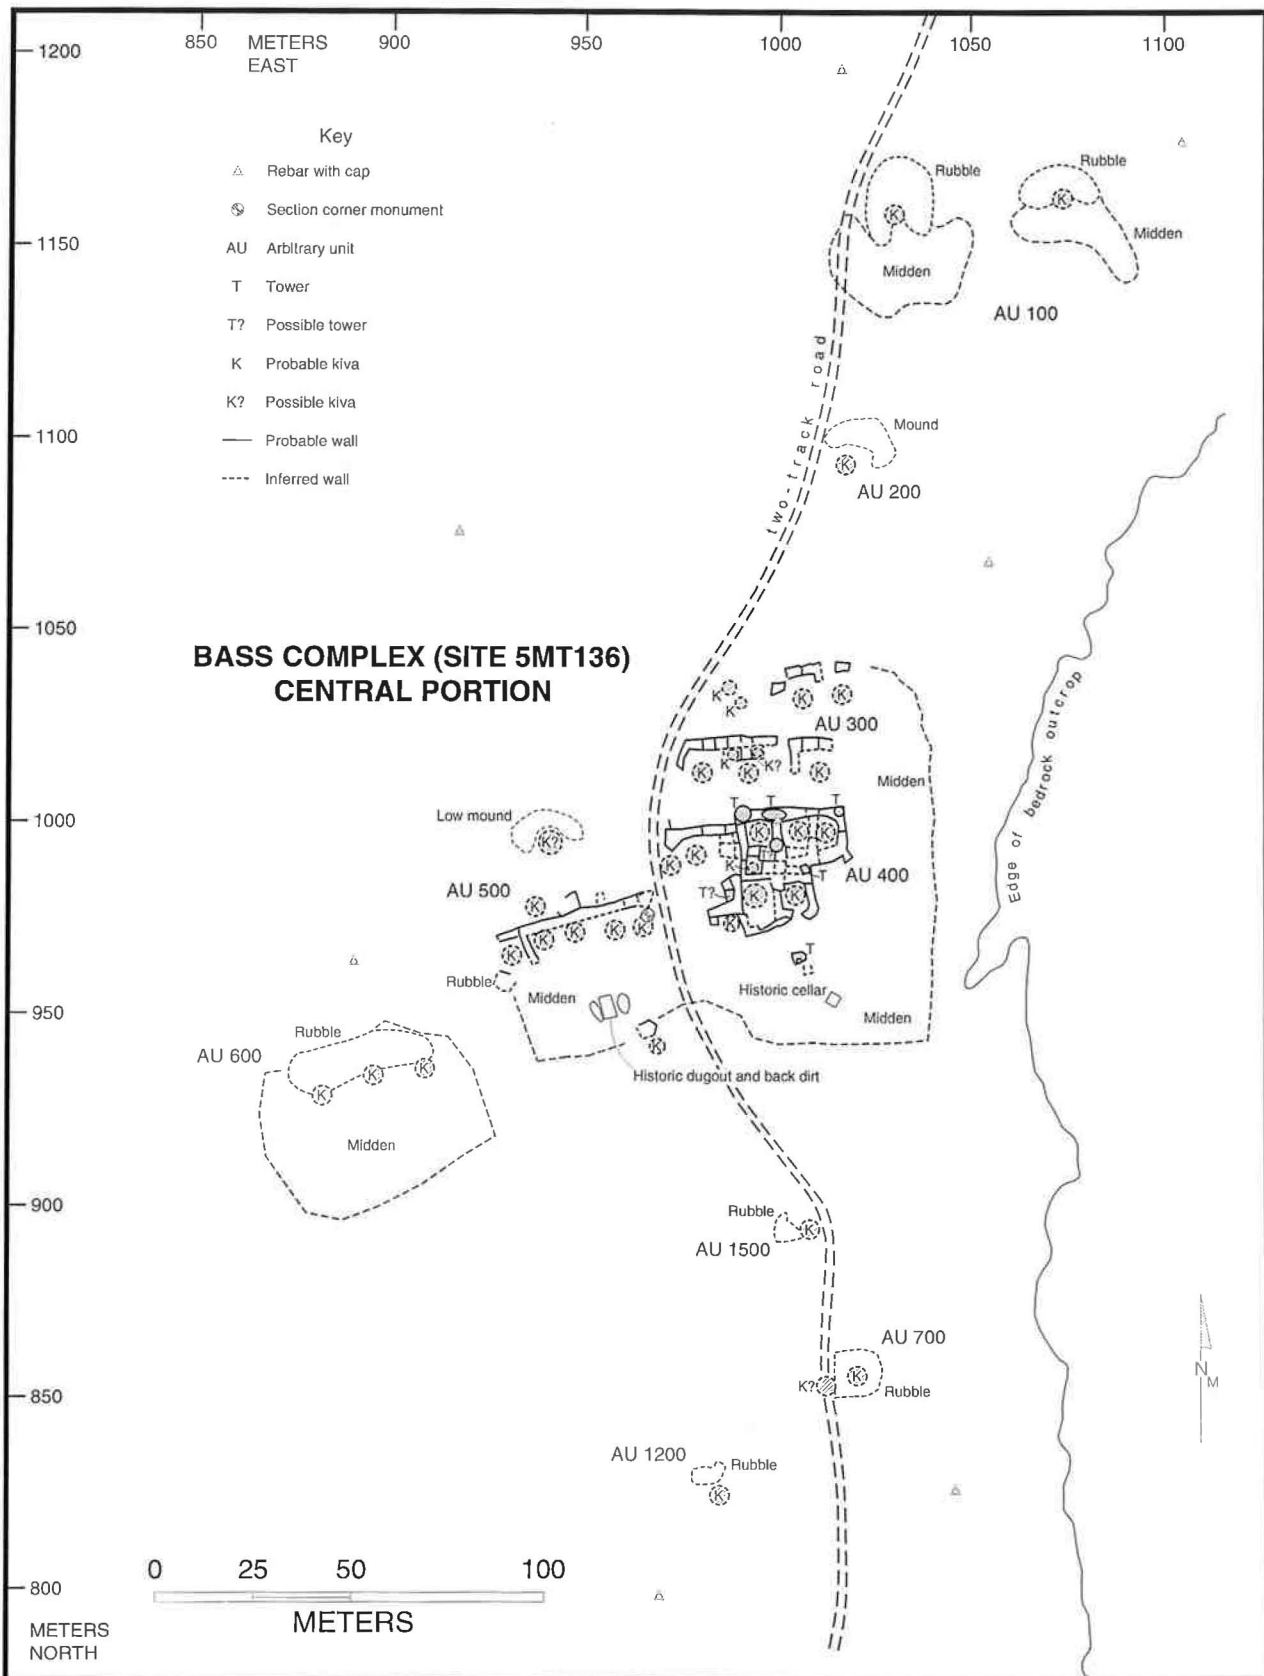 850 METERS EAST 900 950 1000 1050 1100
1200
Key
Rebar with cap
Section corner monument
AU Arbitrary unit
T Tower
T? Possible tower
K Probable kiva
K? Possible kiva
Probable wall
Inferred wall
Rubble
Rubble
K
K
1150
Midden
Midden
AU 100
two-track road
1100
Mound
K
AU 200
1050
BASS COMPLEX (SITE 5MT136)
CENTRAL PORTION
Edge of bedrock outcrop
K
K
K
K
AU 300
K
K?
K
K
K
Midden
T
T
T
1000
Low mound
K?
K
K
K
K
K
K
AU 400
T
T?
K
K
K
AU 500
K
K
K
K
K
K
T
Rubble
Midden
Historic cellar
950
Midden
Rubble
K
AU 600
K
K
K
Historic dugout and back dirt
Midden
900
Rubble
K
AU 1500
AU 700
K
K?
Rubble
850
N
M
AU 1200
Rubble
K
0 25 50 100
METERS
800
METERS
NORTH